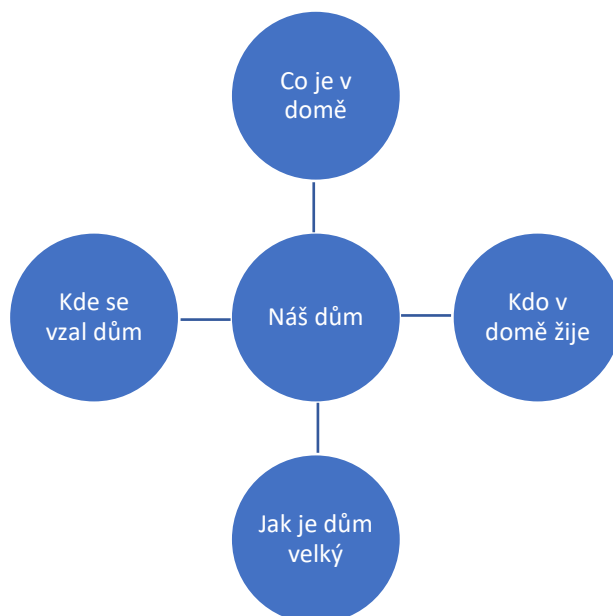 Co je v
domě
Kde se
vzal dům
Náš dům
Kdo v
domě žije
Jak je dům
velký